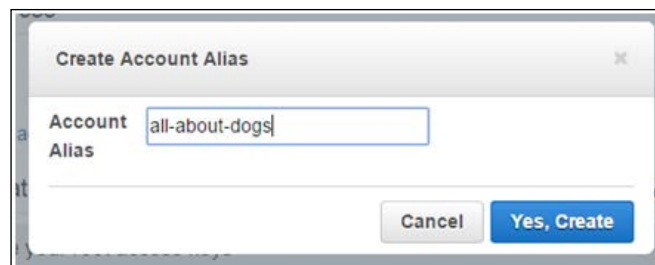 Create Account Alias
Account Alias
all-about-dogs
Cancel
Yes, Create